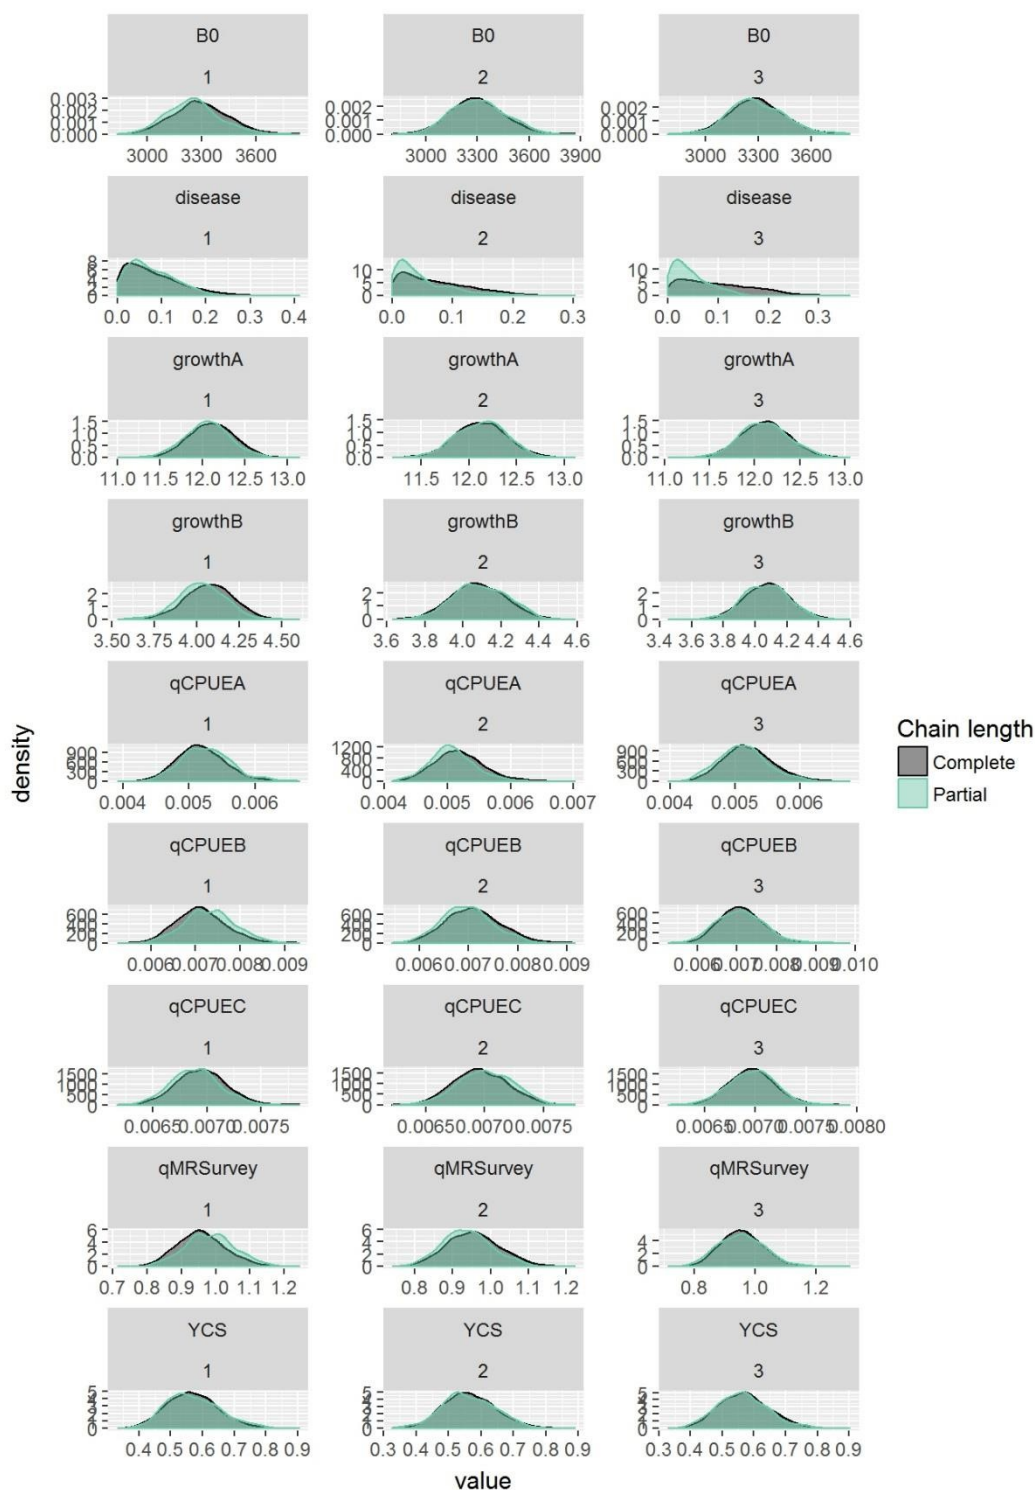 B0 B0 B0
1 2 3
0.003
0.002
0.001
0.000
0.002
0.001
0.000
0.002
0.001
0.000
3000 3300 3600
3000 3300 3600 3900
3000 3300 3600
disease disease disease
1 2 3
8
6
4
2
0
10
5
0
10
5
0
0.0 0.1 0.2 0.3 0.4
0.0 0.1 0.2 0.3
0.0 0.1 0.2 0.3
growthA growthA growthA
1 2 3
1.5
1.0
0.5
0.0
1.5
1.0
0.5
0.0
1.5
1.0
0.5
0.0
11.0 11.5 12.0 12.5 13.0
11.5 12.0 12.5 13.0
11.0 11.5 12.0 12.5 13.0
growthB growthB growthB
1 2 3
2
1
0
2
1
0
2
1
0
3.50 3.75 4.00 4.25 4.50
3.6 3.8 4.0 4.2 4.4 4.6
3.4 3.6 3.8 4.0 4.2 4.4 4.6
qCPUEA qCPUEA qCPUEA
1 2 3
900
600
300
0
1200
800
400
0
900
600
300
0
0.004 0.005 0.006
0.004 0.005 0.006 0.007
0.004 0.005 0.006
qCPUEB qCPUEB qCPUEB
1 2 3
600
400
200
0
600
400
200
0
600
400
200
0
0.006 0.007 0.008 0.009
0.006 0.007 0.008 0.009
0.006 0.007 0.008 0.009 0.010
qCPUEC qCPUEC qCPUEC
1 2 3
1500
1000
500
0
1500
1000
500
0
1500
1000
500
0
0.0065 0.0070 0.0075
0.0065 0.0070 0.0075
0.0065 0.0070 0.0075 0.0080
qMRSurvey qMRSurvey qMRSurvey
1 2 3
6
4
2
0
6
4
2
0
4
2
0
0.7 0.8 0.9 1.0 1.1 1.2
0.8 0.9 1.0 1.1 1.2
0.8 1.0 1.2
YCS YCS YCS
1 2 3
5
4
3
2
1
0
5
4
3
2
1
0
5
4
3
2
1
0
0.4 0.5 0.6 0.7 0.8 0.9
0.3 0.4 0.5 0.6 0.7 0.8 0.9
0.3 0.4 0.5 0.6 0.7 0.8 0.9
density
value
Chain length
Complete
Partial